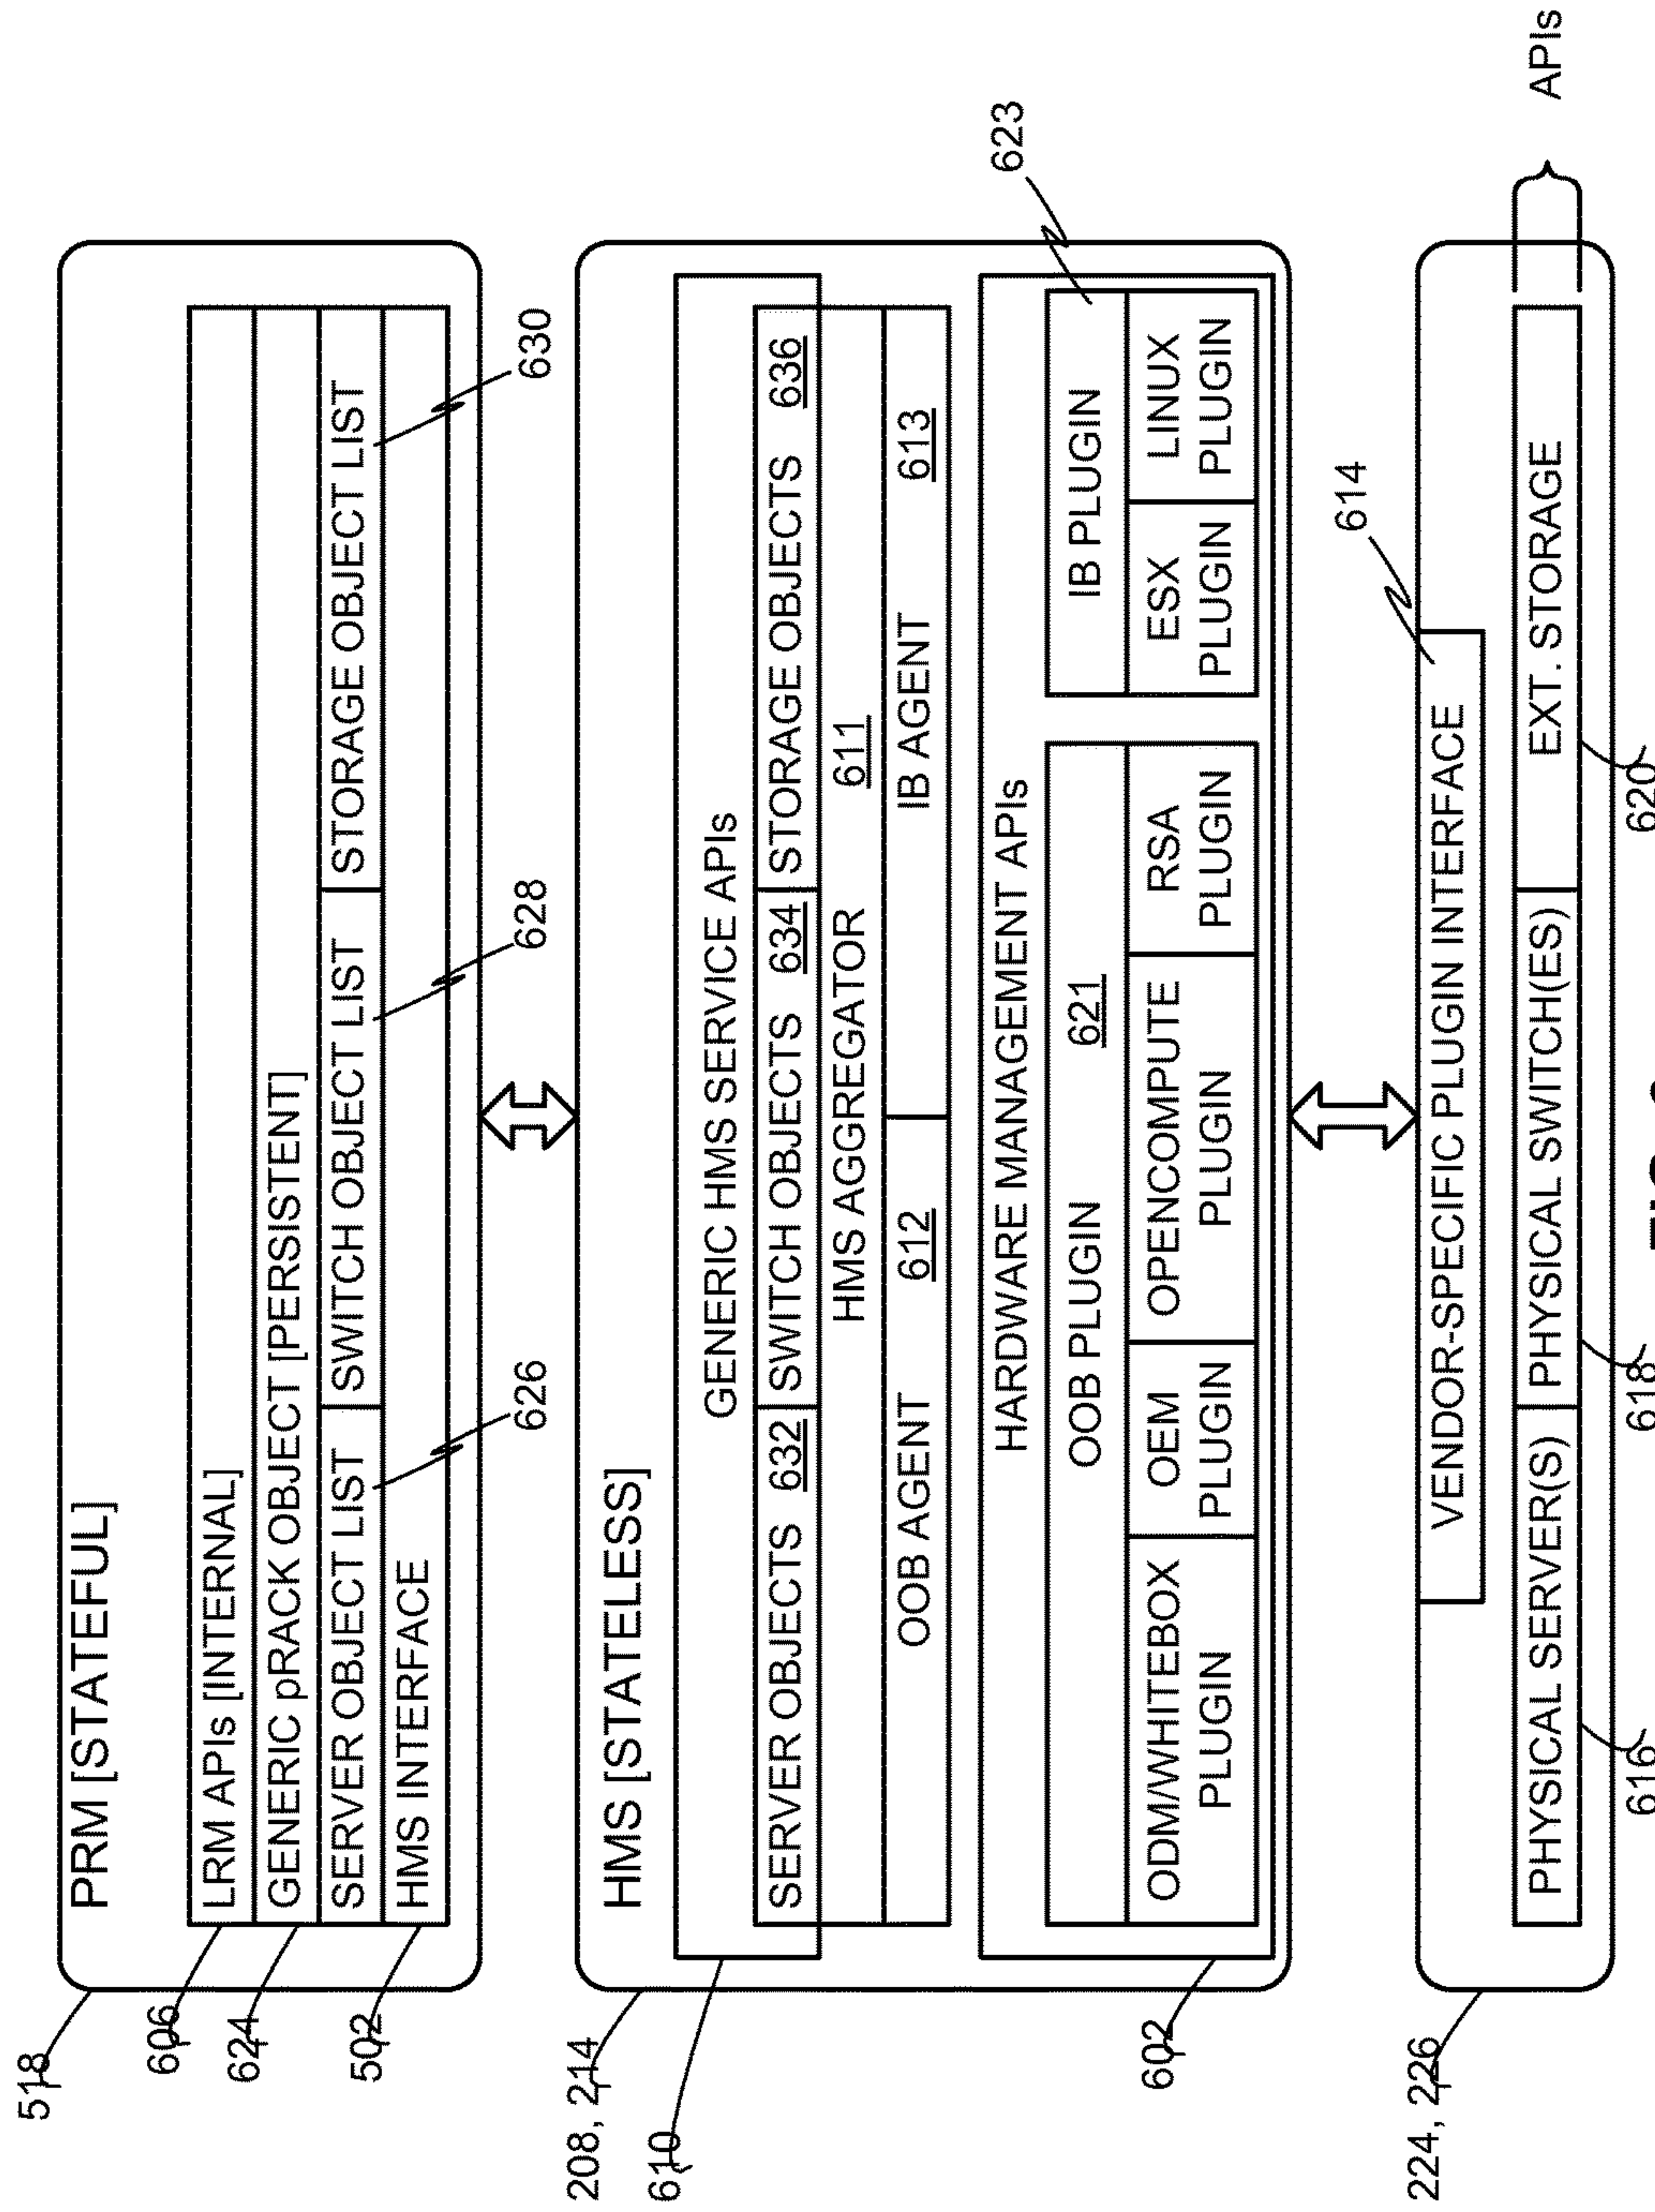 518
PRM [STATEFUL]
606
LRM APIs [INTERNAL]
624
GENERIC pRACK OBJECT [PERSISTENT]
SERVER OBJECT LIST
SWITCH OBJECT LIST
STORAGE OBJECT LIST
502
HMS INTERFACE
626
628
630
208, 214
HMS [STATELESS]
610
GENERIC HMS SERVICE APIs
SERVER OBJECTS 632
SWITCH OBJECTS 634
STORAGE OBJECTS 636
HMS AGGREGATOR 611
OOB AGENT 612
IB AGENT 613
602
HARDWARE MANAGEMENT APIs
623
OOB PLUGIN 621
IB PLUGIN
ODM/WHITEBOX
PLUGIN
OEM
PLUGIN
OPENCOMPUTE
PLUGIN
RSA
PLUGIN
ESX
PLUGIN
LINUX
PLUGIN
614
224, 226
VENDOR-SPECIFIC PLUGIN INTERFACE
PHYSICAL SERVER(S)
PHYSICAL SWITCH(ES)
EXT. STORAGE
APIs
616
618
620